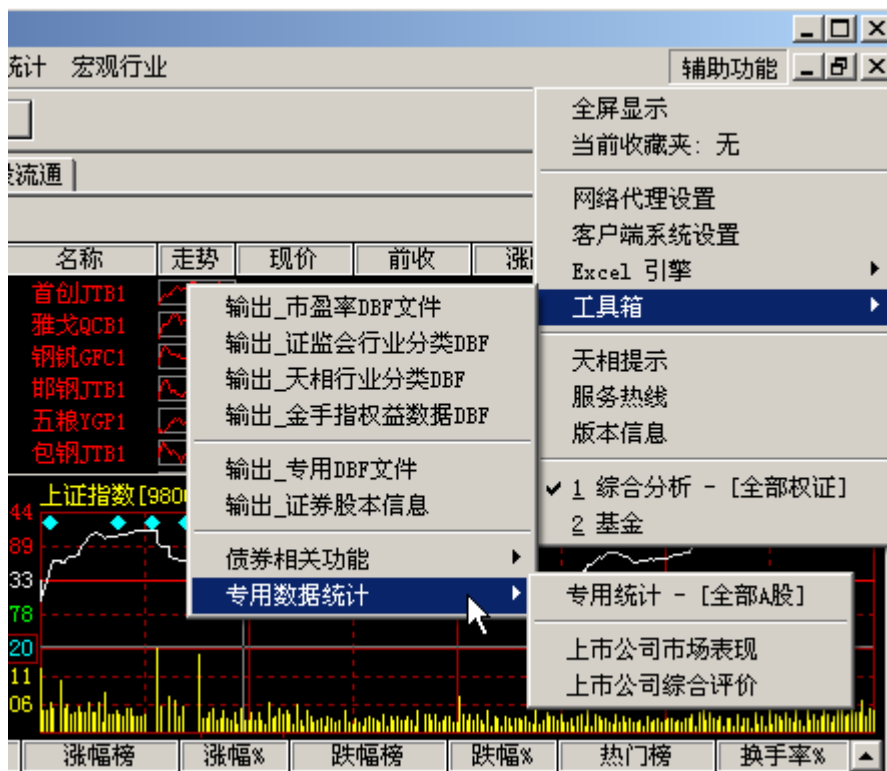 统计 宏观行业 辅助功能
全屏显示
当前收藏夹: 无
流通
网络代理设置
客户端系统设置
Excel 引擎
工具箱
天相提示
服务热线
版本信息
✔ 1 综合分析 - [全部权证]
2 基金
名称 走势 现价 前收 涨
首创JTB1
雅戈QCB1
钢钒GFC1
邯钢JTB1
五粮YGP1
包钢JTB1
输出_市盈率DBF文件
输出_证监会行业分类DBF
输出_天相行业分类DBF
输出_金手指权益数据DBF
输出_专用DBF文件
输出_证券股本信息
债券相关功能
专用数据统计
专用统计 - [全部A股]
上市公司市场表现
上市公司综合评价
上证指数[980
44
89
33
78
20
11
06
涨幅榜 涨幅% 跌幅榜 跌幅% 热门榜 换手率%